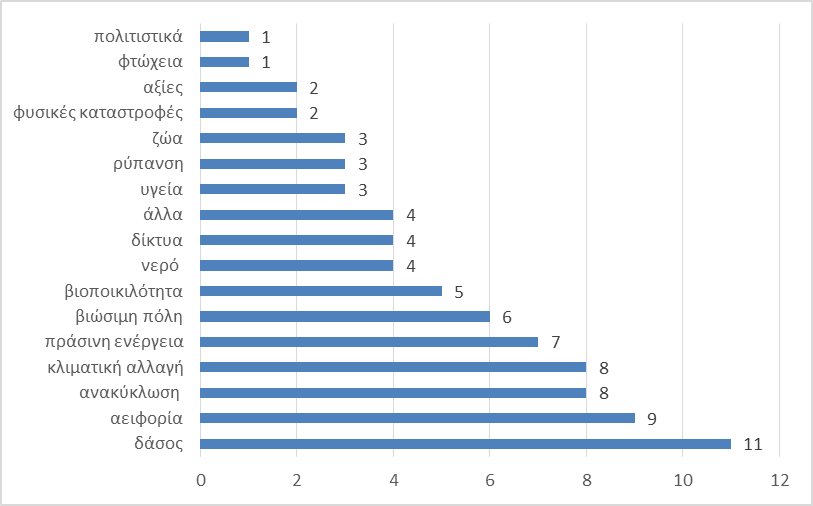 πολιτιστικά 1
φτώχεια 1
αξίες 2
φυσικές καταστροφές 2
ζώα 3
ρύπανση 3
υγεία 3
άλλα 4
δίκτυα 4
νερό 4
βιοποικιλότητα 5
βιώσιμη πόλη 6
πράσινη ενέργεια 7
κλιματική αλλαγή 8
ανακύκλωση 8
αειφορία 9
δάσος 11
0 2 4 6 8 10 12